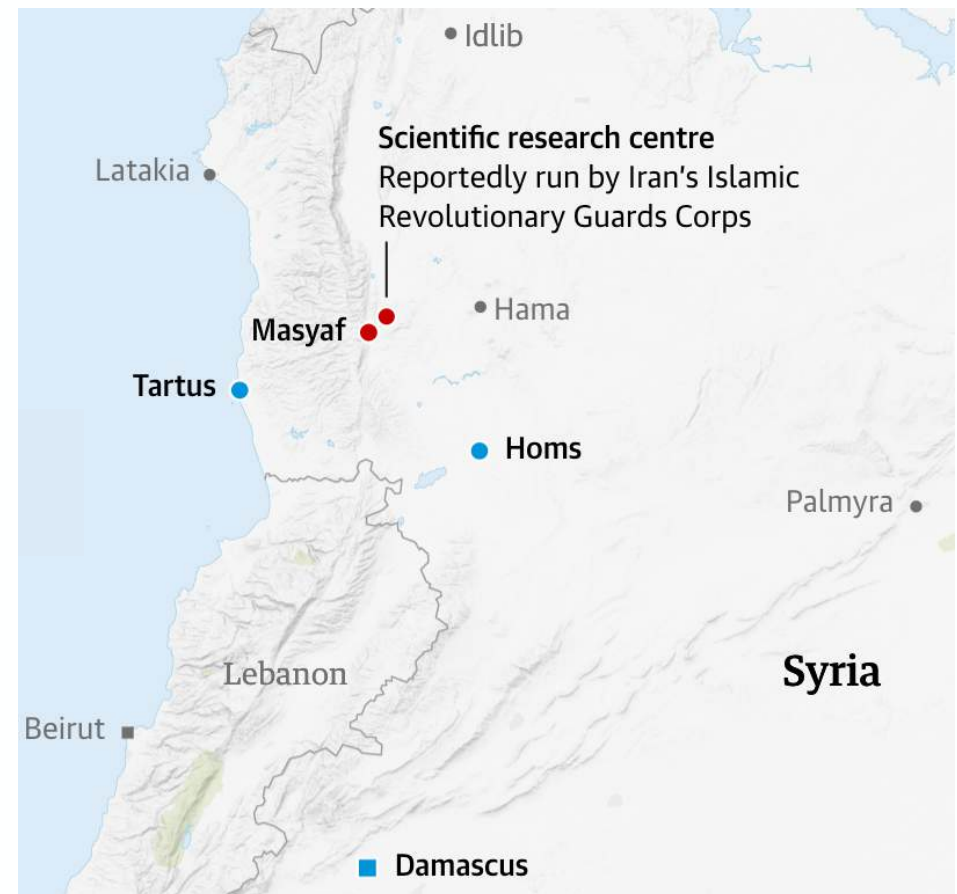 Idlib
Scientific research centre
Reportedly run by Iran's Islamic
Revolutionary Guards Corps
Latakia
Hama
Masyaf
Tartus
Homs
Palmyra
Lebanon
Syria
Beirut
Damascus